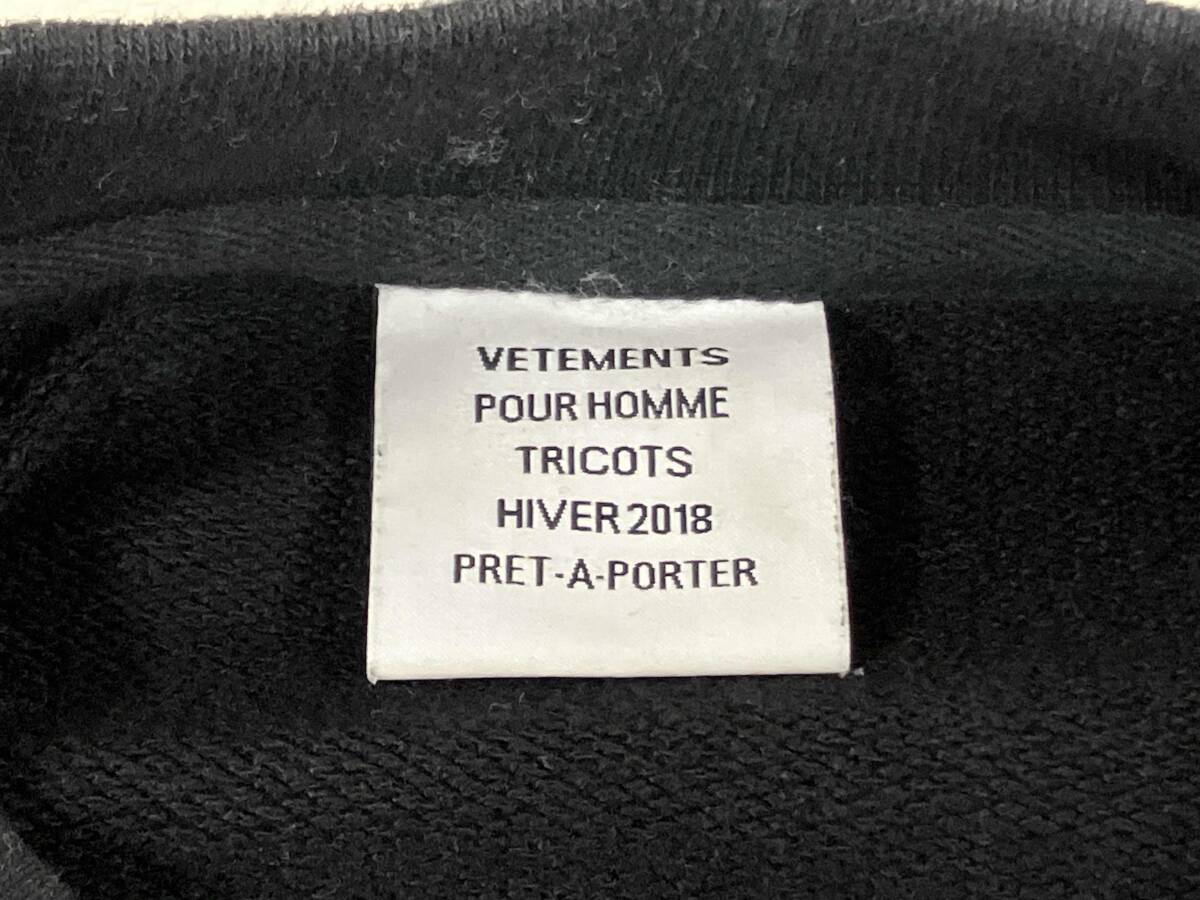 VETEMENTS
POUR HOMME
TRICOTS
HIVER 2018
PRET-A-PORTER